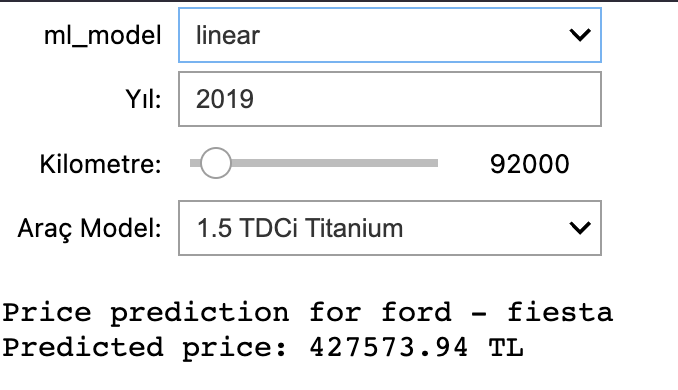 ml_model linear
Yıl: 2019
Kilometre: 92000
Araç Model: 1.5 TDCi Titanium
Price prediction for ford - fiesta
Predicted price: 427573.94 TL